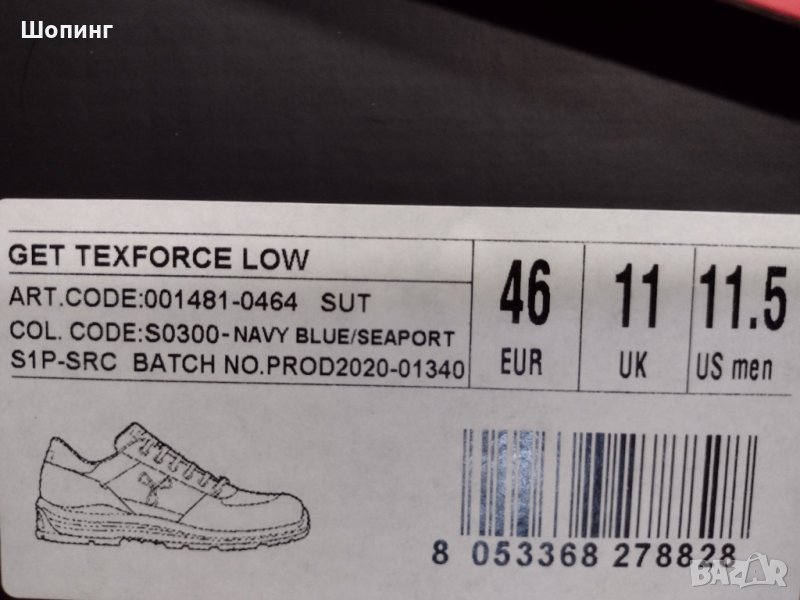 Шопинг
GET TEXFORCE LOW
ART.CODE:001481-0464 SUT
COL. CODE:S0300-NAVY BLUE/SEAPORT
S1P-SRC BATCH NO.PROD2020-01340
46
EUR
11
UK
11.5
US men
8 053368 278828
BAZAR